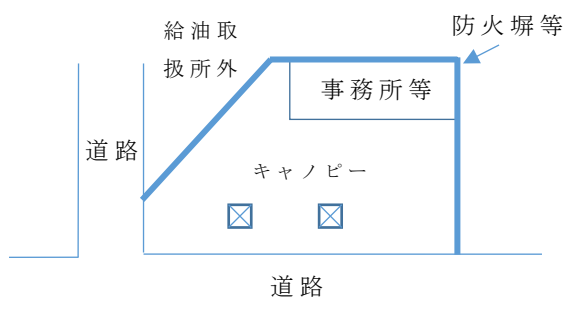 防火塀等
給油取
扱所外
事務所等
道路
キャノピー
道路